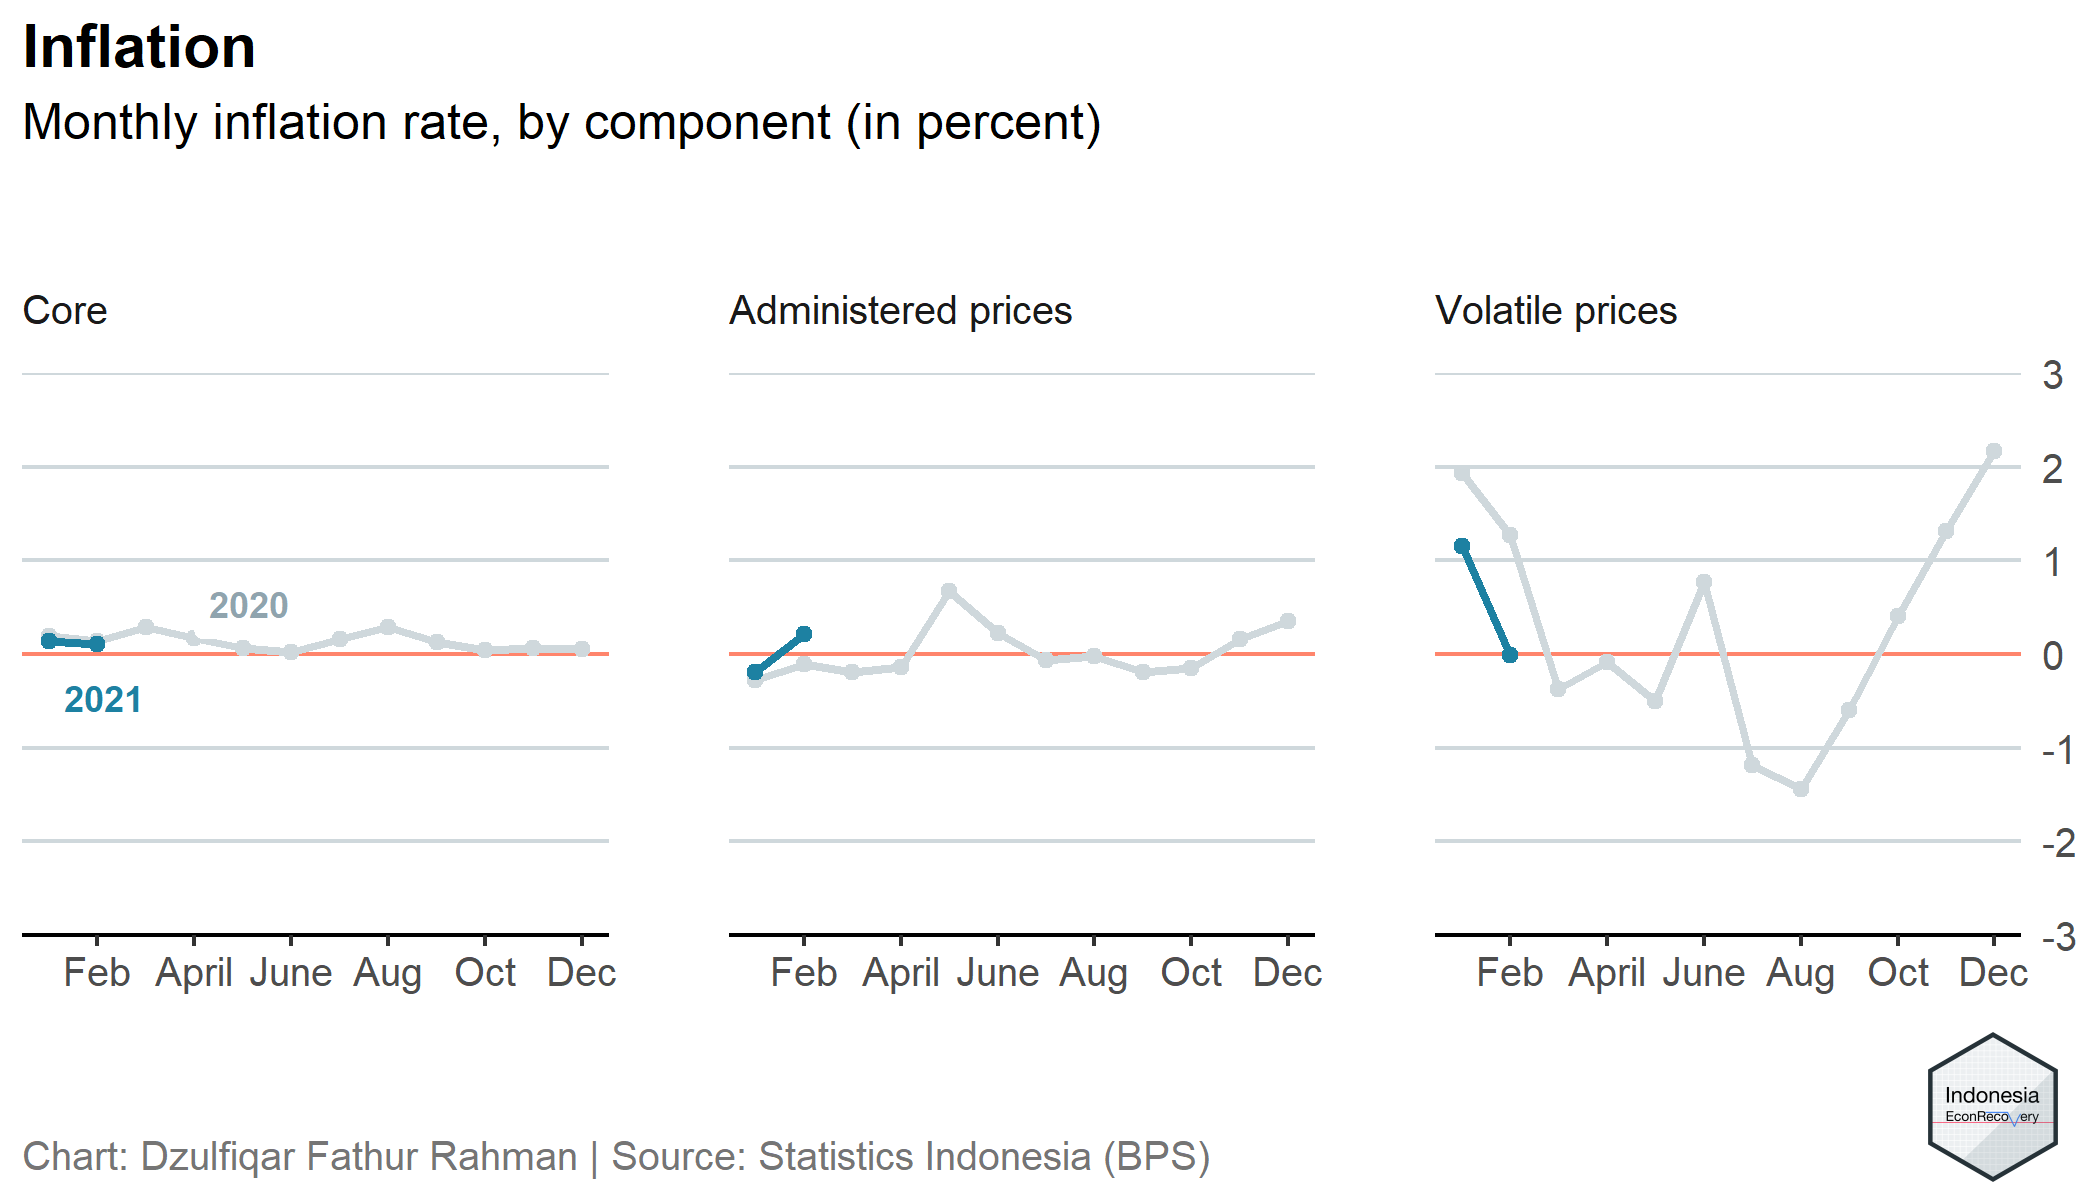 Inflation
Monthly inflation rate, by component (in percent)
Core
Administered prices
Volatile prices
3
2
1
0
-1
-2
-3
2020
2021
Feb April June Aug Oct Dec
Feb April June Aug Oct Dec
Feb April June Aug Oct Dec
Indonesia
EconRecovery
Chart: Dzulfiqar Fathur Rahman | Source: Statistics Indonesia (BPS)